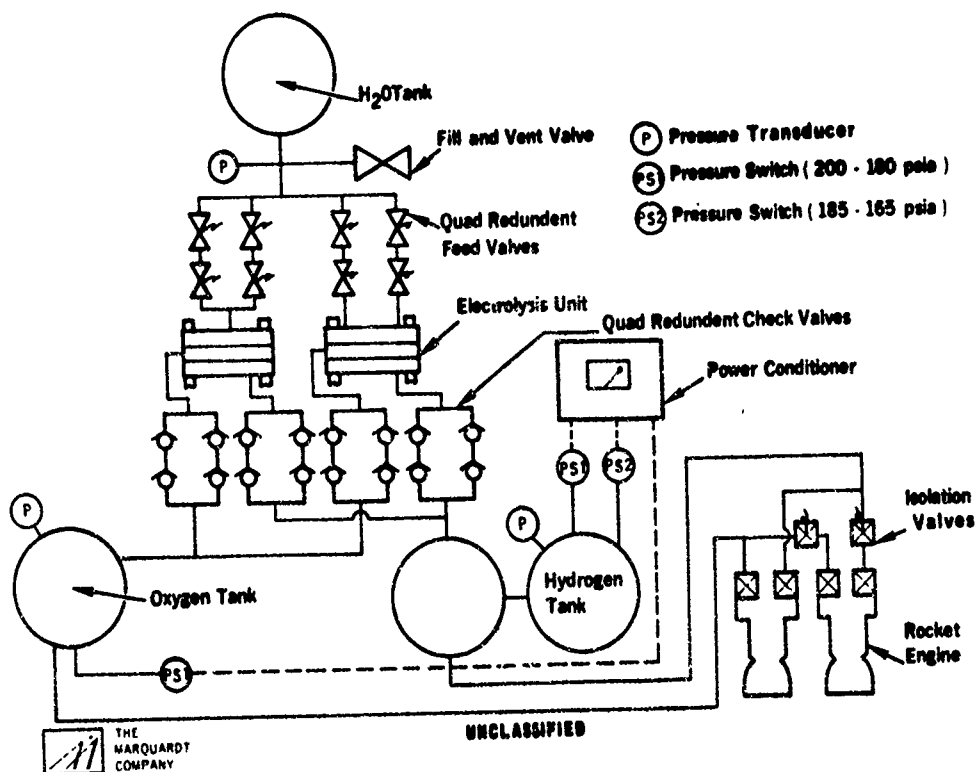 H2O Tank
Fill and Vent Valve
P
P Pressure Transducer
PS1 Pressure Switch ( 200 - 180 psia )
PS2 Pressure Switch ( 185 - 165 psia )
Quad Redundent
Feed Valves
Electrolysis Unit
Quad Redundent Check Valves
Power Conditioner
PS1
PS2
P
P
Isolation
Valves
Oxygen Tank
Hydrogen
Tank
Rocket
Engine
PS1
UNCLASSIFIED
THE
MARQUARDT
COMPANY